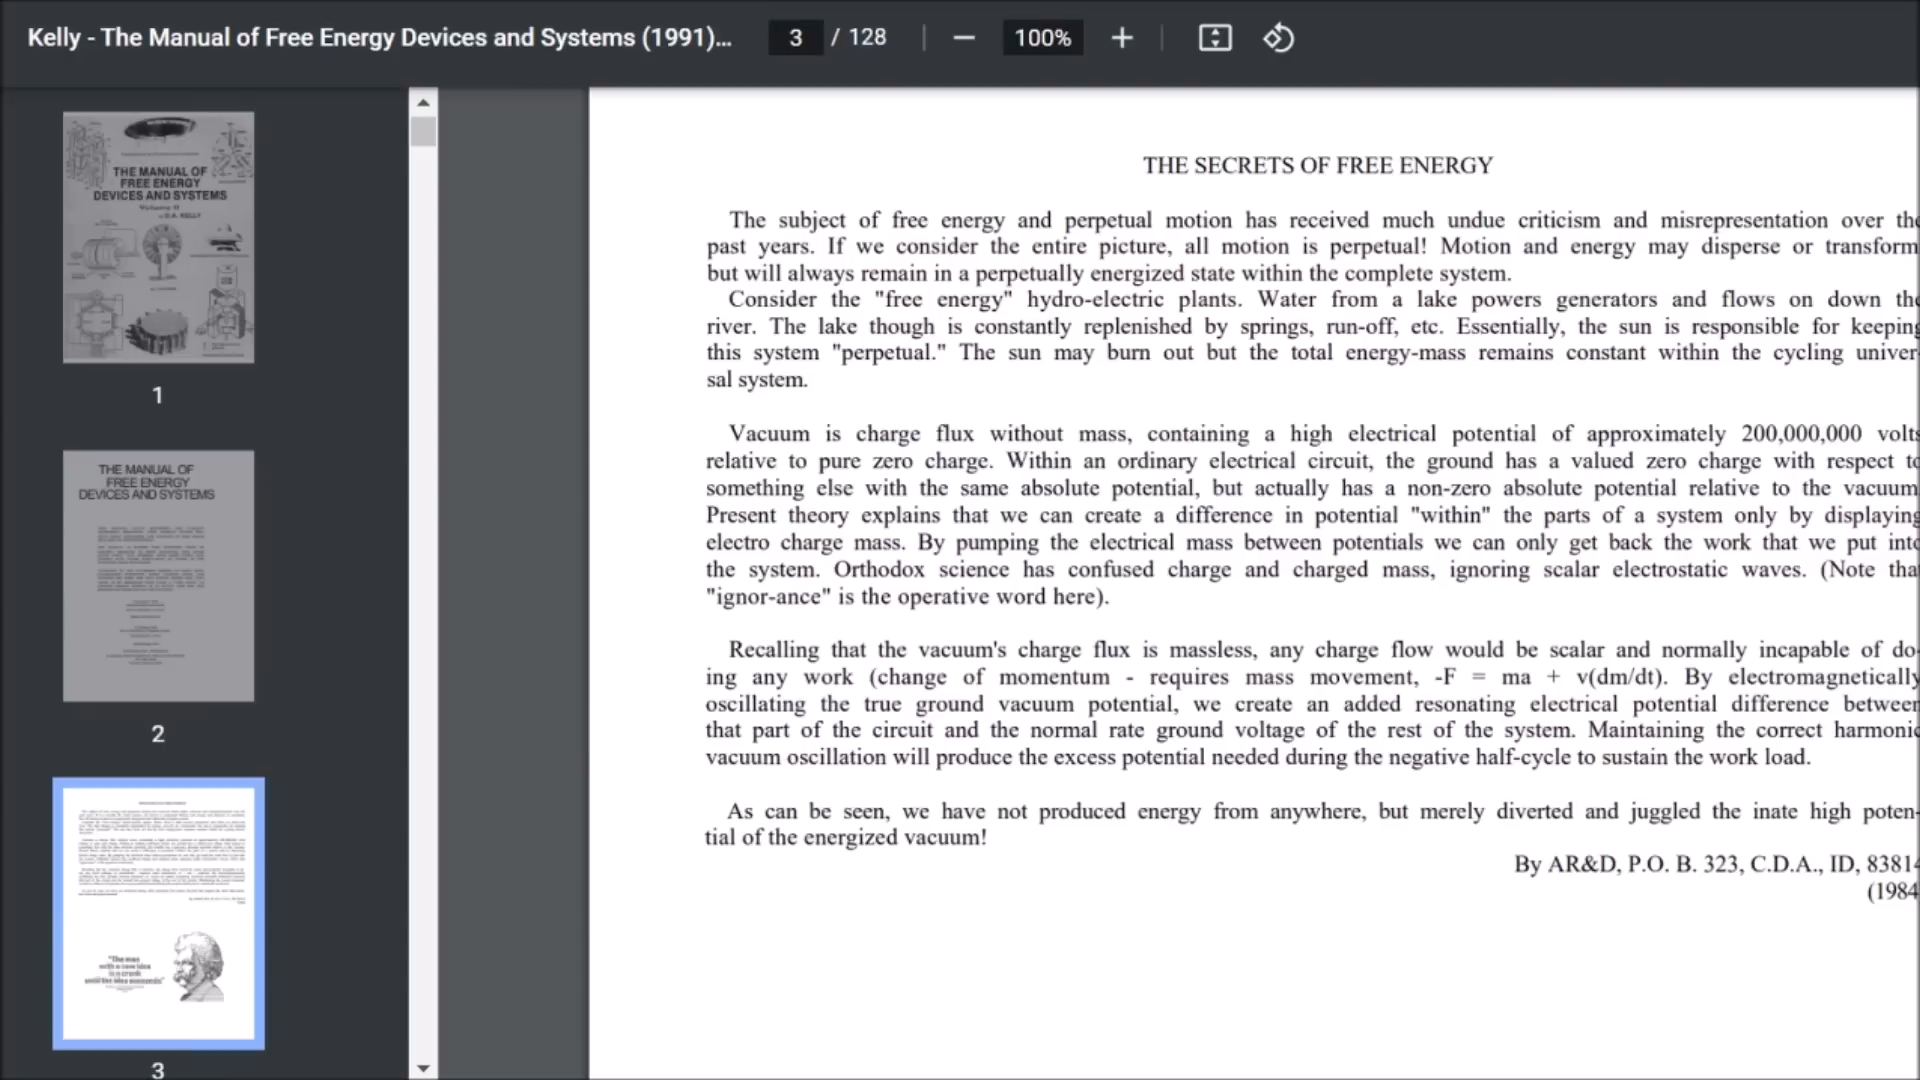 Kelly - The Manual of Free Energy Devices and Systems (1991)...
3 / 128
100%
THE MANUAL OF
FREE ENERGY
DEVICES AND SYSTEMS
Volume II
D.A. KELLY
1
THE MANUAL OF
FREE ENERGY
DEVICES AND SYSTEMS
2
"The man
with a new idea
is a crank
until the idea succeeds"
3
THE SECRETS OF FREE ENERGY
The subject of free energy and perpetual motion has received much undue criticism and misrepresentation over the
past years. If we consider the entire picture, all motion is perpetual! Motion and energy may disperse or transform
but will always remain in a perpetually energized state within the complete system.
Consider the "free energy" hydro-electric plants. Water from a lake powers generators and flows on down the
river. The lake though is constantly replenished by springs, run-off, etc. Essentially, the sun is responsible for keeping
this system "perpetual." The sun may burn out but the total energy-mass remains constant within the cycling univer
sal system.
Vacuum is charge flux without mass, containing a high electrical potential of approximately 200,000,000 volts
relative to pure zero charge. Within an ordinary electrical circuit, the ground has a valued zero charge with respect to
something else with the same absolute potential, but actually has a non-zero absolute potential relative to the vacuum
Present theory explains that we can create a difference in potential "within" the parts of a system only by displaying
electro charge mass. By pumping the electrical mass between potentials we can only get back the work that we put into
the system. Orthodox science has confused charge and charged mass, ignoring scalar electrostatic waves. (Note tha
"ignor-ance" is the operative word here).
Recalling that the vacuum's charge flux is massless, any charge flow would be scalar and normally incapable of do-
ing any work (change of momentum - requires mass movement, -F = ma + v(dm/dt). By electromagnetically
oscillating the true ground vacuum potential, we create an added resonating electrical potential difference between
that part of the circuit and the normal rate ground voltage of the rest of the system. Maintaining the correct harmonic
vacuum oscillation will produce the excess potential needed during the negative half-cycle to sustain the work load.
As can be seen, we have not produced energy from anywhere, but merely diverted and juggled the inate high poten-
tial of the energized vacuum!
By AR&D, P.O. B. 323, C.D.A., ID, 83814
(1984